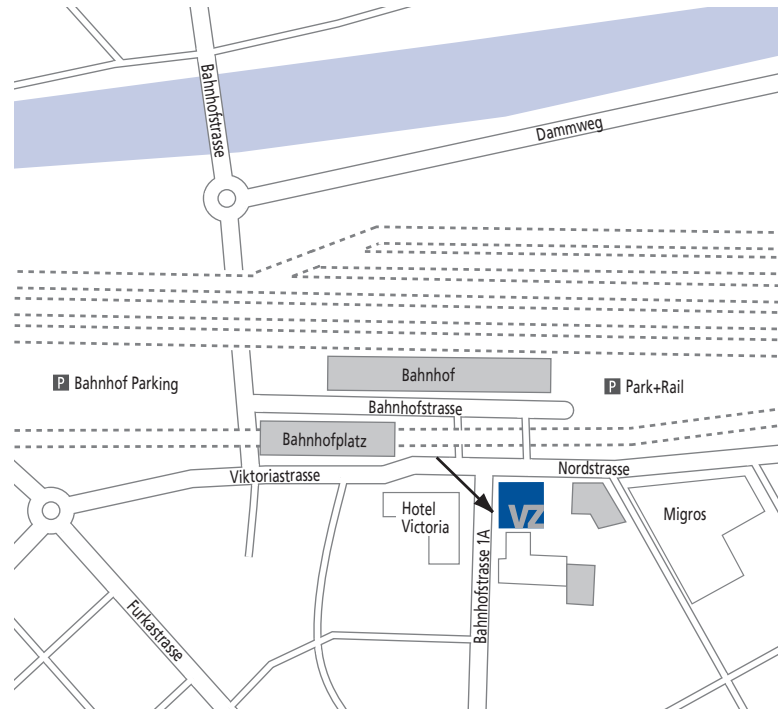 Bahnhofstrasse
Dammweg
P Bahnhof Parking
Bahnhof
P Park+Rail
Bahnhofstrasse
Bahnhofplatz
Viktoriastrasse
Nordstrasse
Hotel
Victoria
VZ
Migros
Bahnhofstrasse 1A
Furkastrasse